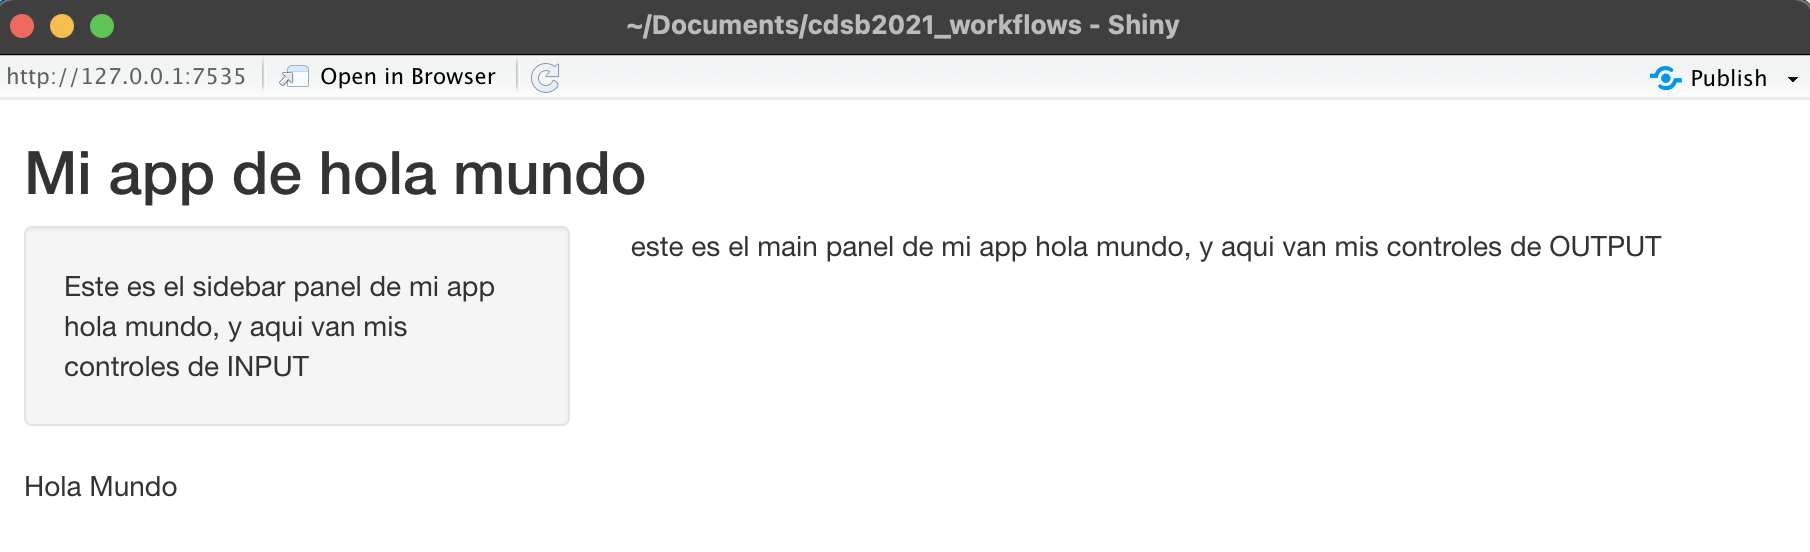 ~/Documents/cdsb2021_workflows - Shiny
http://127.0.0.1:7535 Open in Browser Publish
Mi app de hola mundo
Este es el sidebar panel de mi app
hola mundo, y aqui van mis
controles de INPUT
este es el main panel de mi app hola mundo, y aqui van mis controles de OUTPUT
Hola Mundo